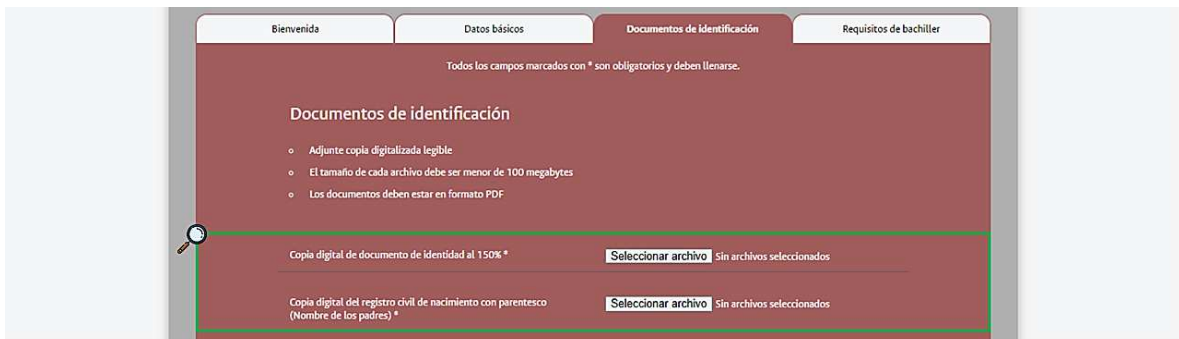 Bienvenida
Datos básicos
Documentos de identificación
Requisitos de bachiller
Todos los campos marcados con * son obligatorios y deben llenarse.
Documentos de identificación
Adjunte copia digitalizada legible
El tamaño de cada archivo debe ser menor de 100 megabytes
Los documentos deben estar en formato PDF
Copia digital de documento de identidad al 150% *
Seleccionar archivo Sin archivos seleccionados
Copia digital del registro civil de nacimiento con parentesco
(Nombre de los padres) *
Seleccionar archivo Sin archivos seleccionados